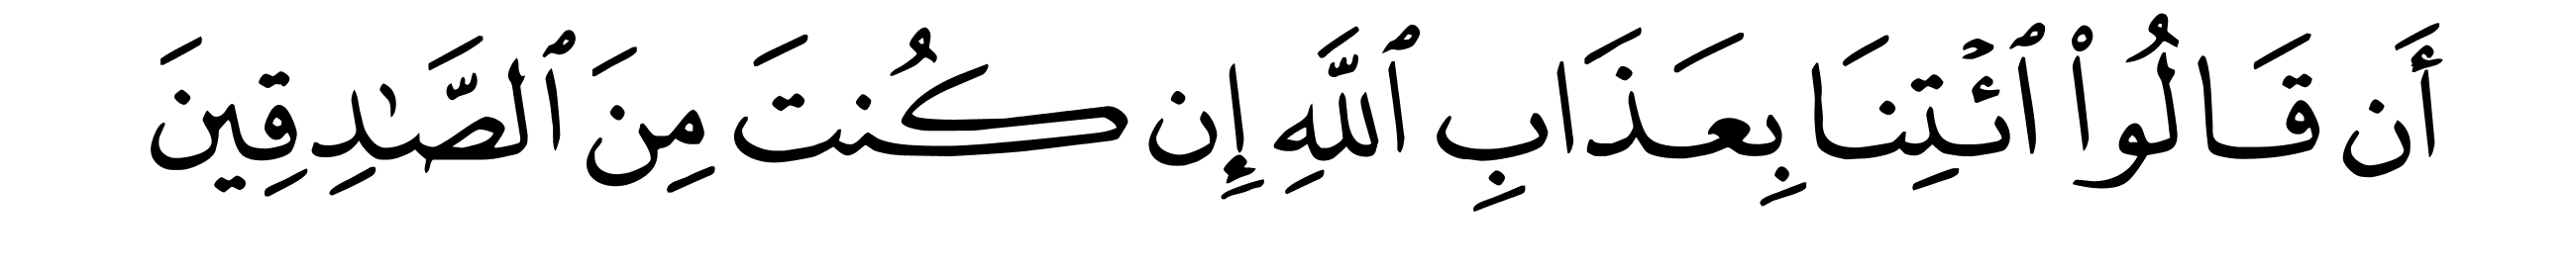 أَن قَالُوا۟ ٱئْتِنَا بِعَذَابِ ٱللَّهِ إِن كُنتَ مِنَ ٱلصَّـٰدِقِينَ